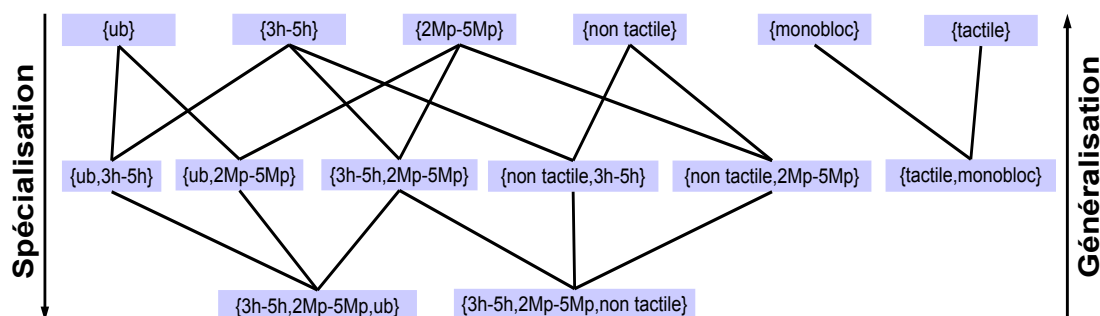 {ub}
{3h-5h}
{2Mp-5Mp}
{non tactile}
{monobloc}
{tactile}
Spécialisation
Généralisation
{ub,3h-5h}
{ub,2Mp-5Mp}
{3h-5h,2Mp-5Mp}
{non tactile,3h-5h}
{non tactile,2Mp-5Mp}
{tactile,monobloc}
{3h-5h,2Mp-5Mp,ub}
{3h-5h,2Mp-5Mp,non tactile}